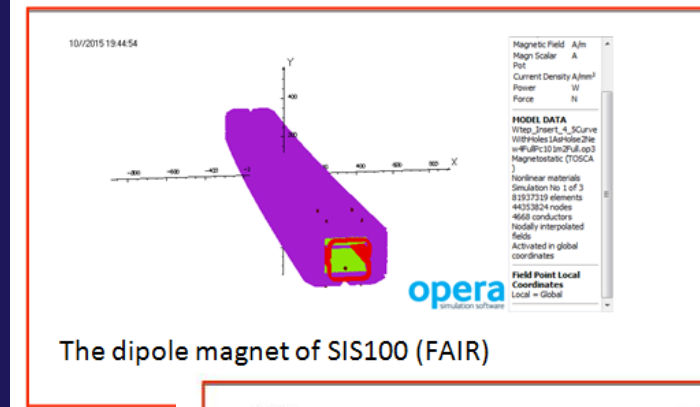 10//2015 19:44:54
Y
400
200
X
-800
-600
-400
400
600
800
Magnetic Field A/m
Magn Scalar A
Pot
Current Density A/mm²
Power W
Force N
MODEL DATA
Wtep_Insert_4_5Curve
WithHoles1AsHolse2Ne
w4FullPc101m2Full.op3
Magnetostatic (TOSCA
)
Nonlinear materials
Simulation No 1 of 3
81937319 elements
44353824 nodes
4668 conductors
Nodally interpolated
fields
Activated in global
coordinates
Field Point Local
Coordinates
Local = Global
opera
simulation software
The dipole magnet of SIS100 (FAIR)